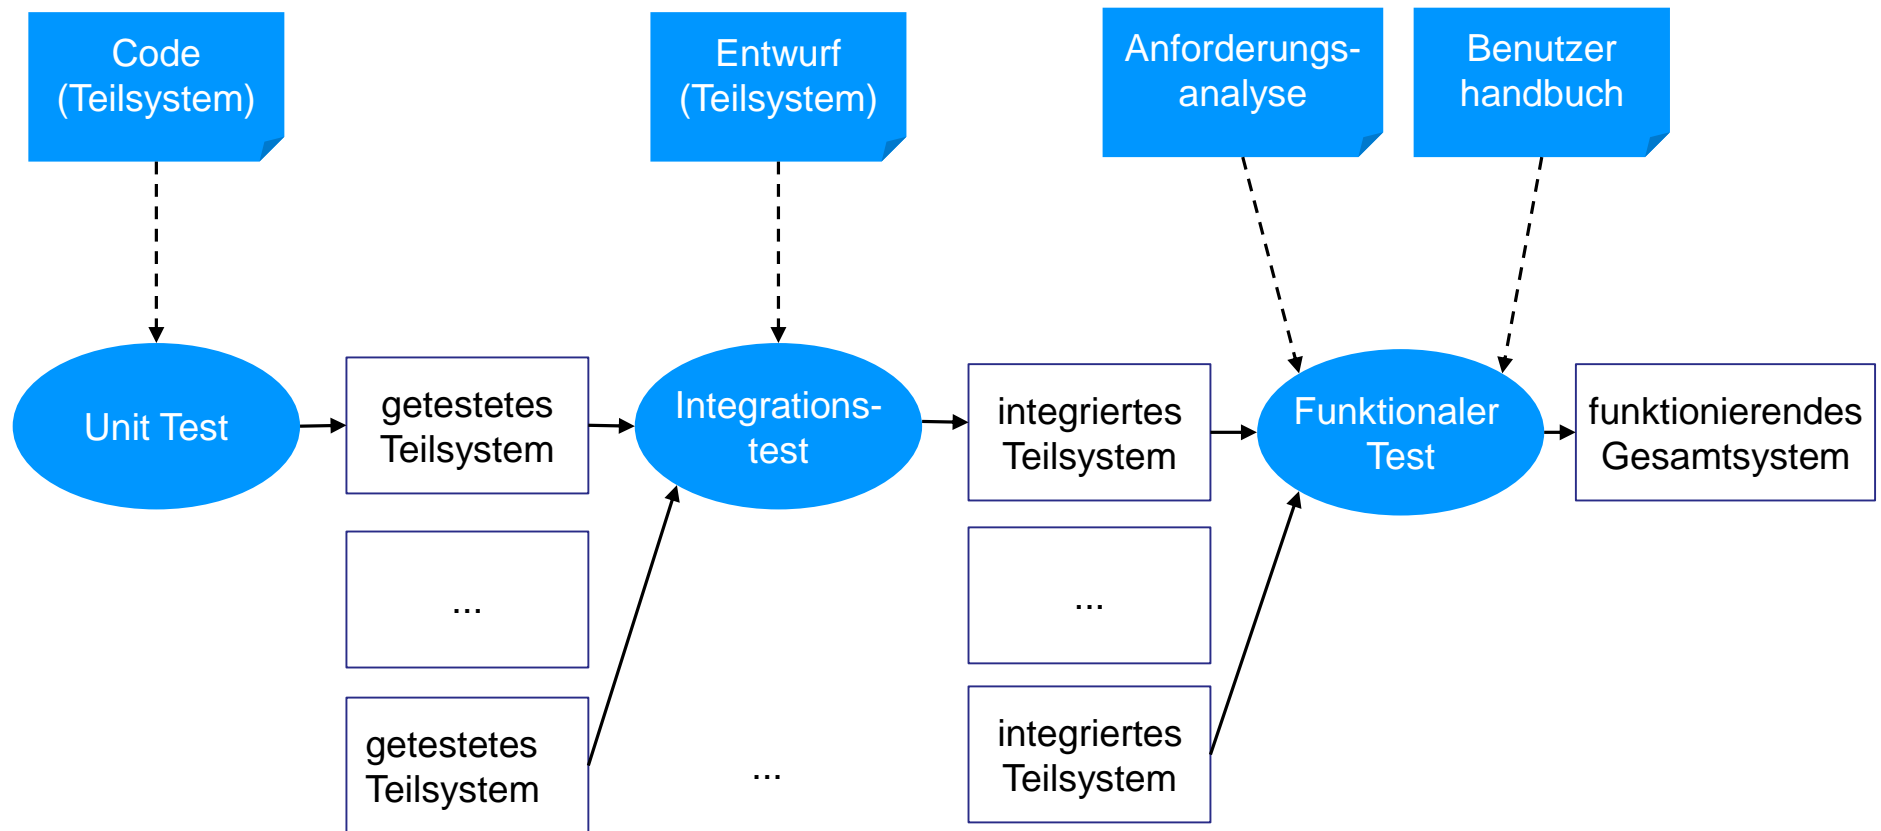 Code
(Teilsystem)
Entwurf
(Teilsystem)
Anforderungs-
analyse
Benutzer
handbuch
Unit Test
getestetes
Teilsystem
Integrations-
test
integriertes
Teilsystem
Funktionaler
Test
funktionierendes
Gesamtsystem
...
...
getestetes
Teilsystem
...
integriertes
Teilsystem